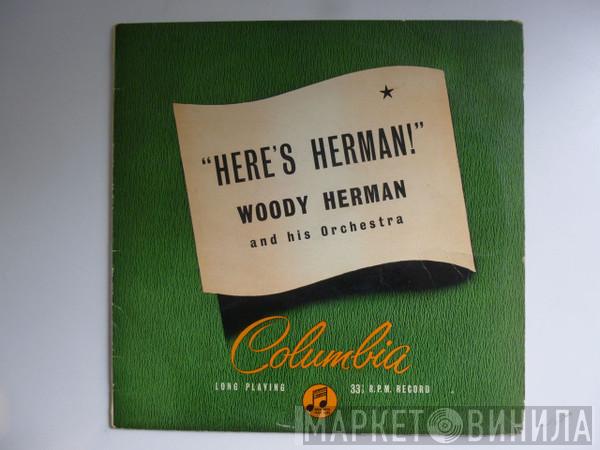 "HERE'S HERMAN!"
WOODY HERMAN
and his Orchestra
Columbia
LONG PLAYING
33⅓ R.P.M. RECORD
МАРКЕТ ВИНИЛА